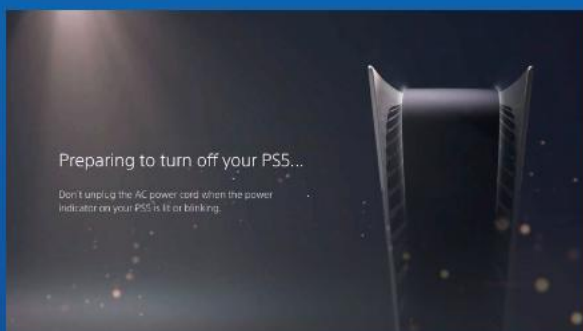 Preparing to turn off your PS5...
Don't unplug the AC power cord when the power
indicator on your PS5 is lit or blinking.